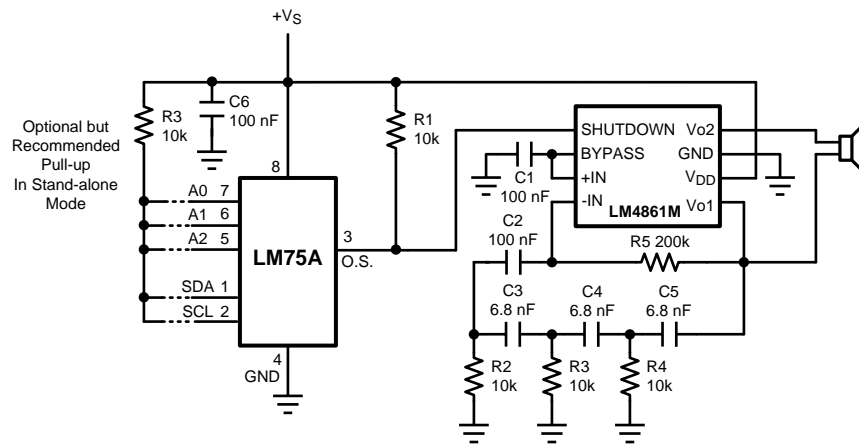 +VS
Optional but
Recommended
Pull-up
In Stand-alone
Mode
R3
10k
C6
100 nF
R1
10k
8
A0 7
A1 6
A2 5
SDA 1
SCL 2
LM75A
3
O.S.
4
GND
C1
100 nF
SHUTDOWN Vo2
BYPASS GND
+IN VDD
-IN Vo1
LM4861M
C2
100 nF
R5 200k
C3
6.8 nF
C4
6.8 nF
C5
6.8 nF
R2
10k
R3
10k
R4
10k